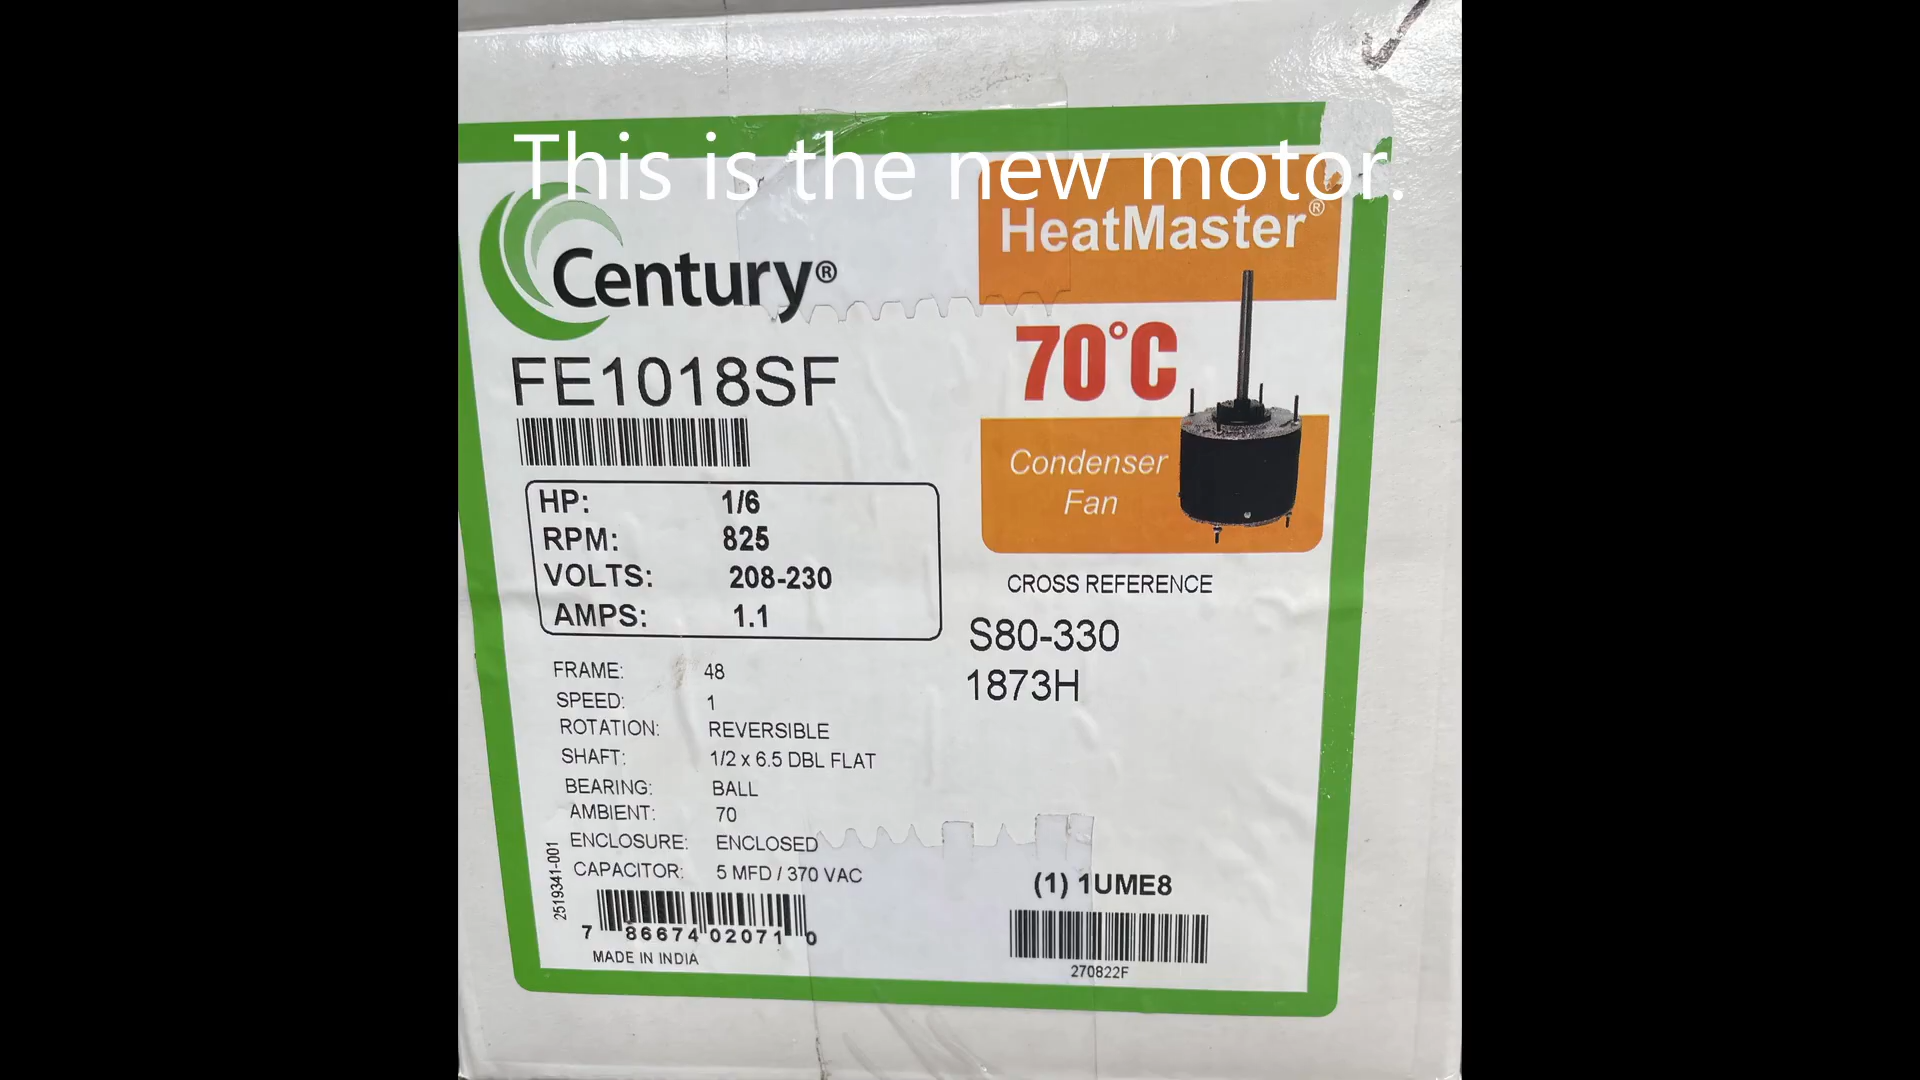 This is the new motor.
Century®
HeatMaster®
70°C
Condenser
Fan
FE1018SF
HP: 1/6
RPM: 825
VOLTS: 208-230
AMPS: 1.1
CROSS REFERENCE
S80-330
1873H
FRAME: 48
SPEED: 1
ROTATION: REVERSIBLE
SHAFT: 1/2 x 6.5 DBL FLAT
BEARING: BALL
AMBIENT: 70
ENCLOSURE: ENCLOSED
CAPACITOR: 5 MFD / 370 VAC
2519341-001
7 86674 02071 0
MADE IN INDIA
(1) 1UME8
270822F